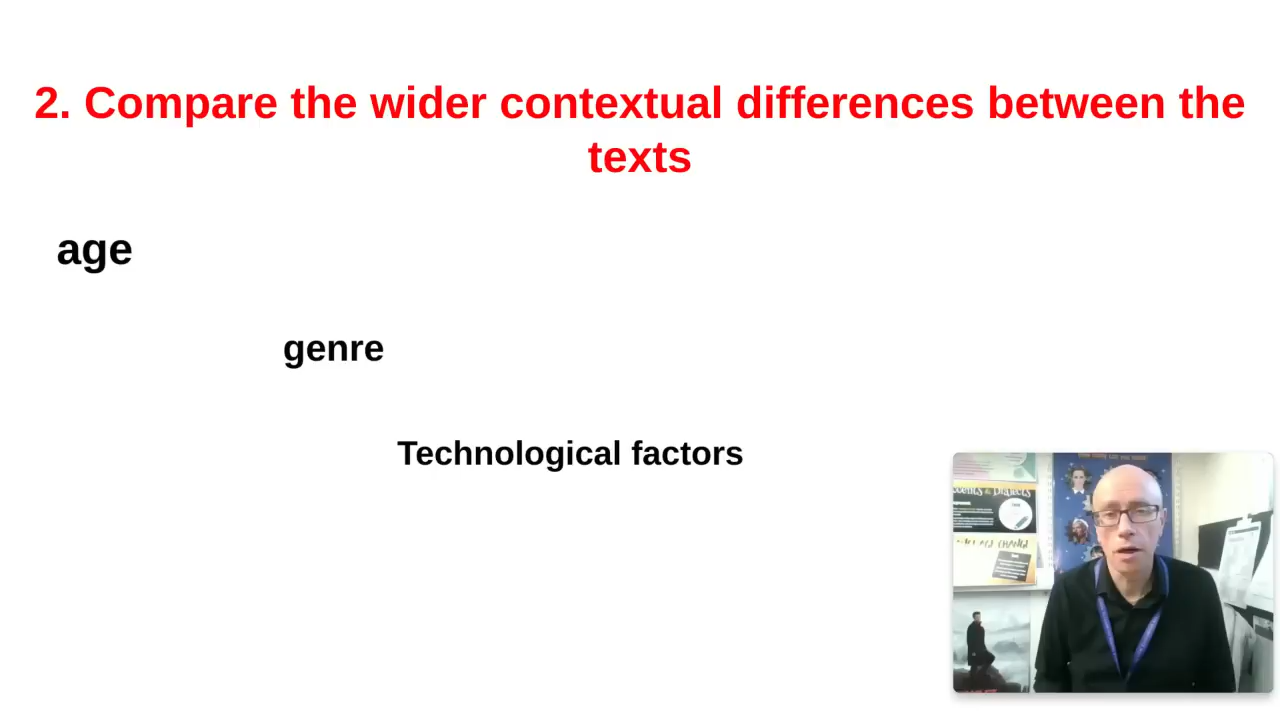 2. Compare the wider contextual differences between the
texts
age
genre
Technological factors